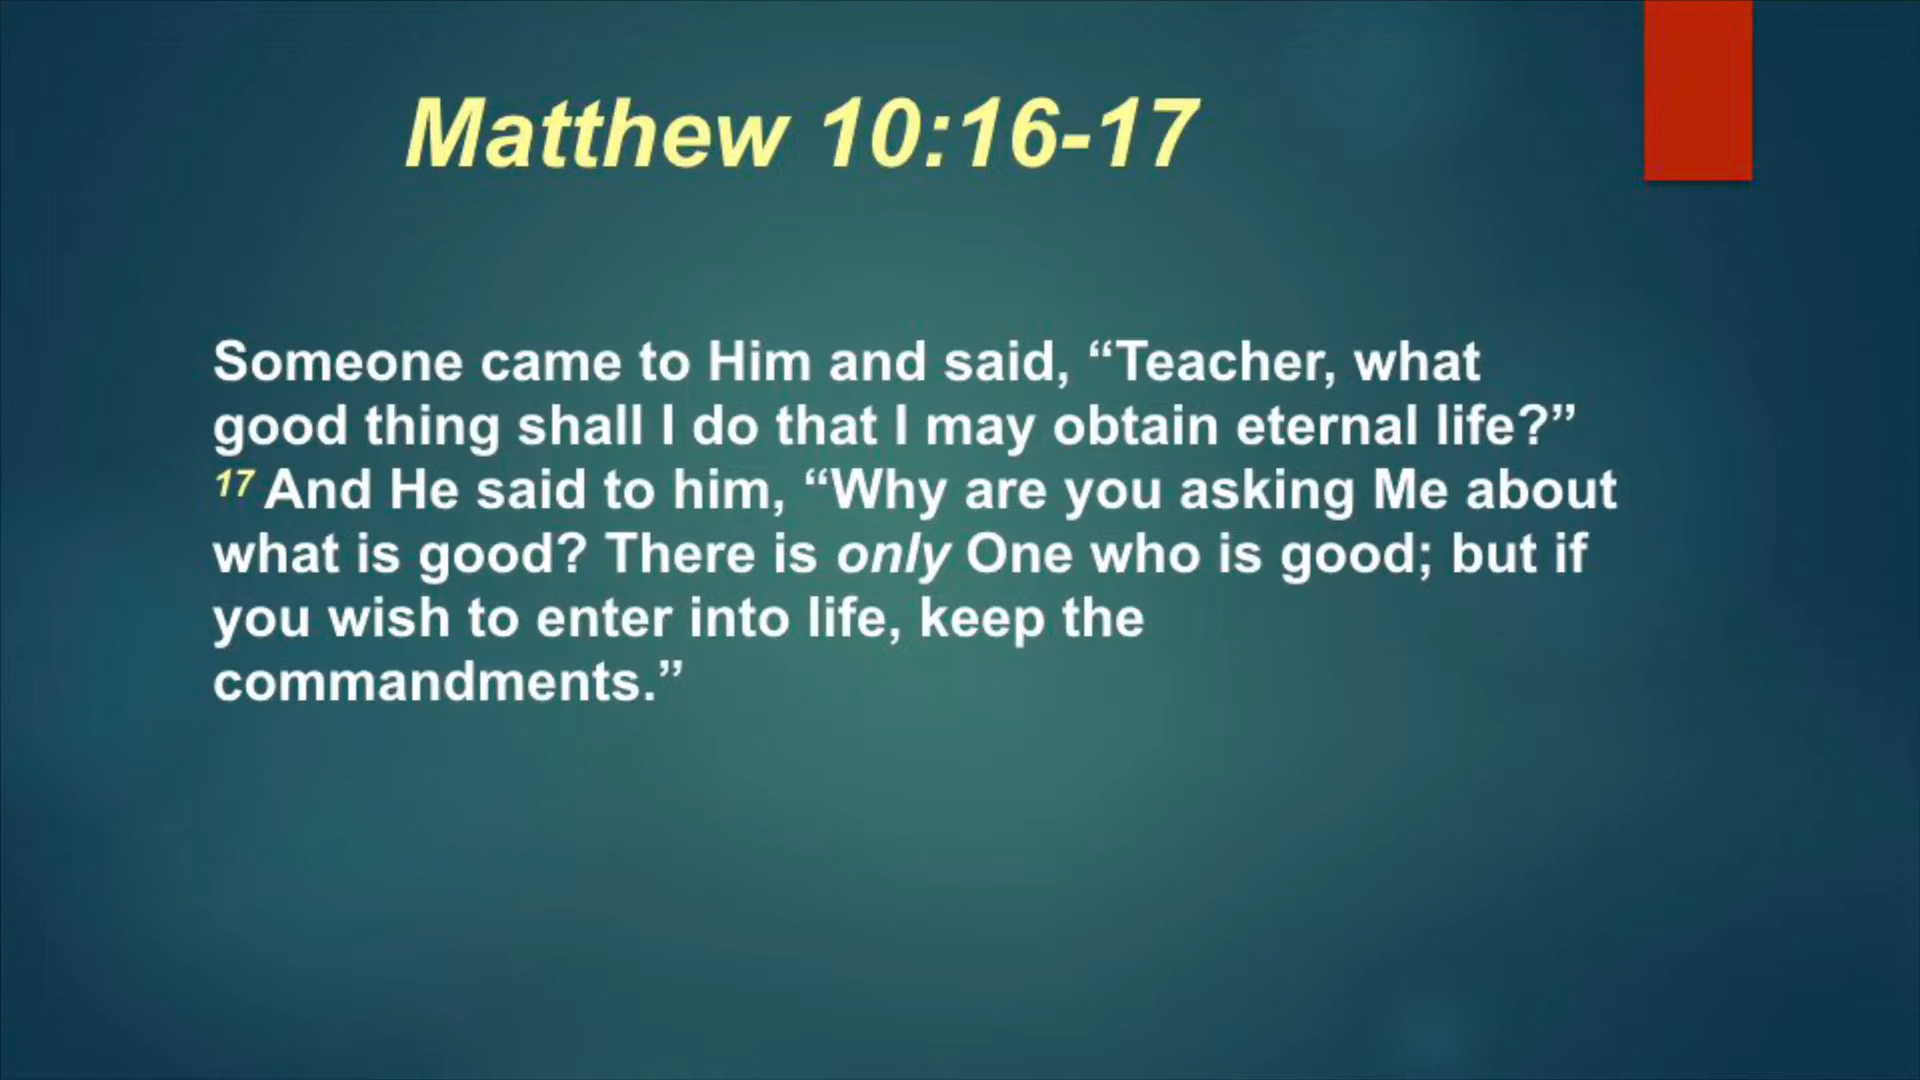 Matthew 10:16-17
Someone came to Him and said, “Teacher, what
good thing shall I do that I may obtain eternal life?”
17 And He said to him, “Why are you asking Me about
what is good? There is only One who is good; but if
you wish to enter into life, keep the
commandments.”